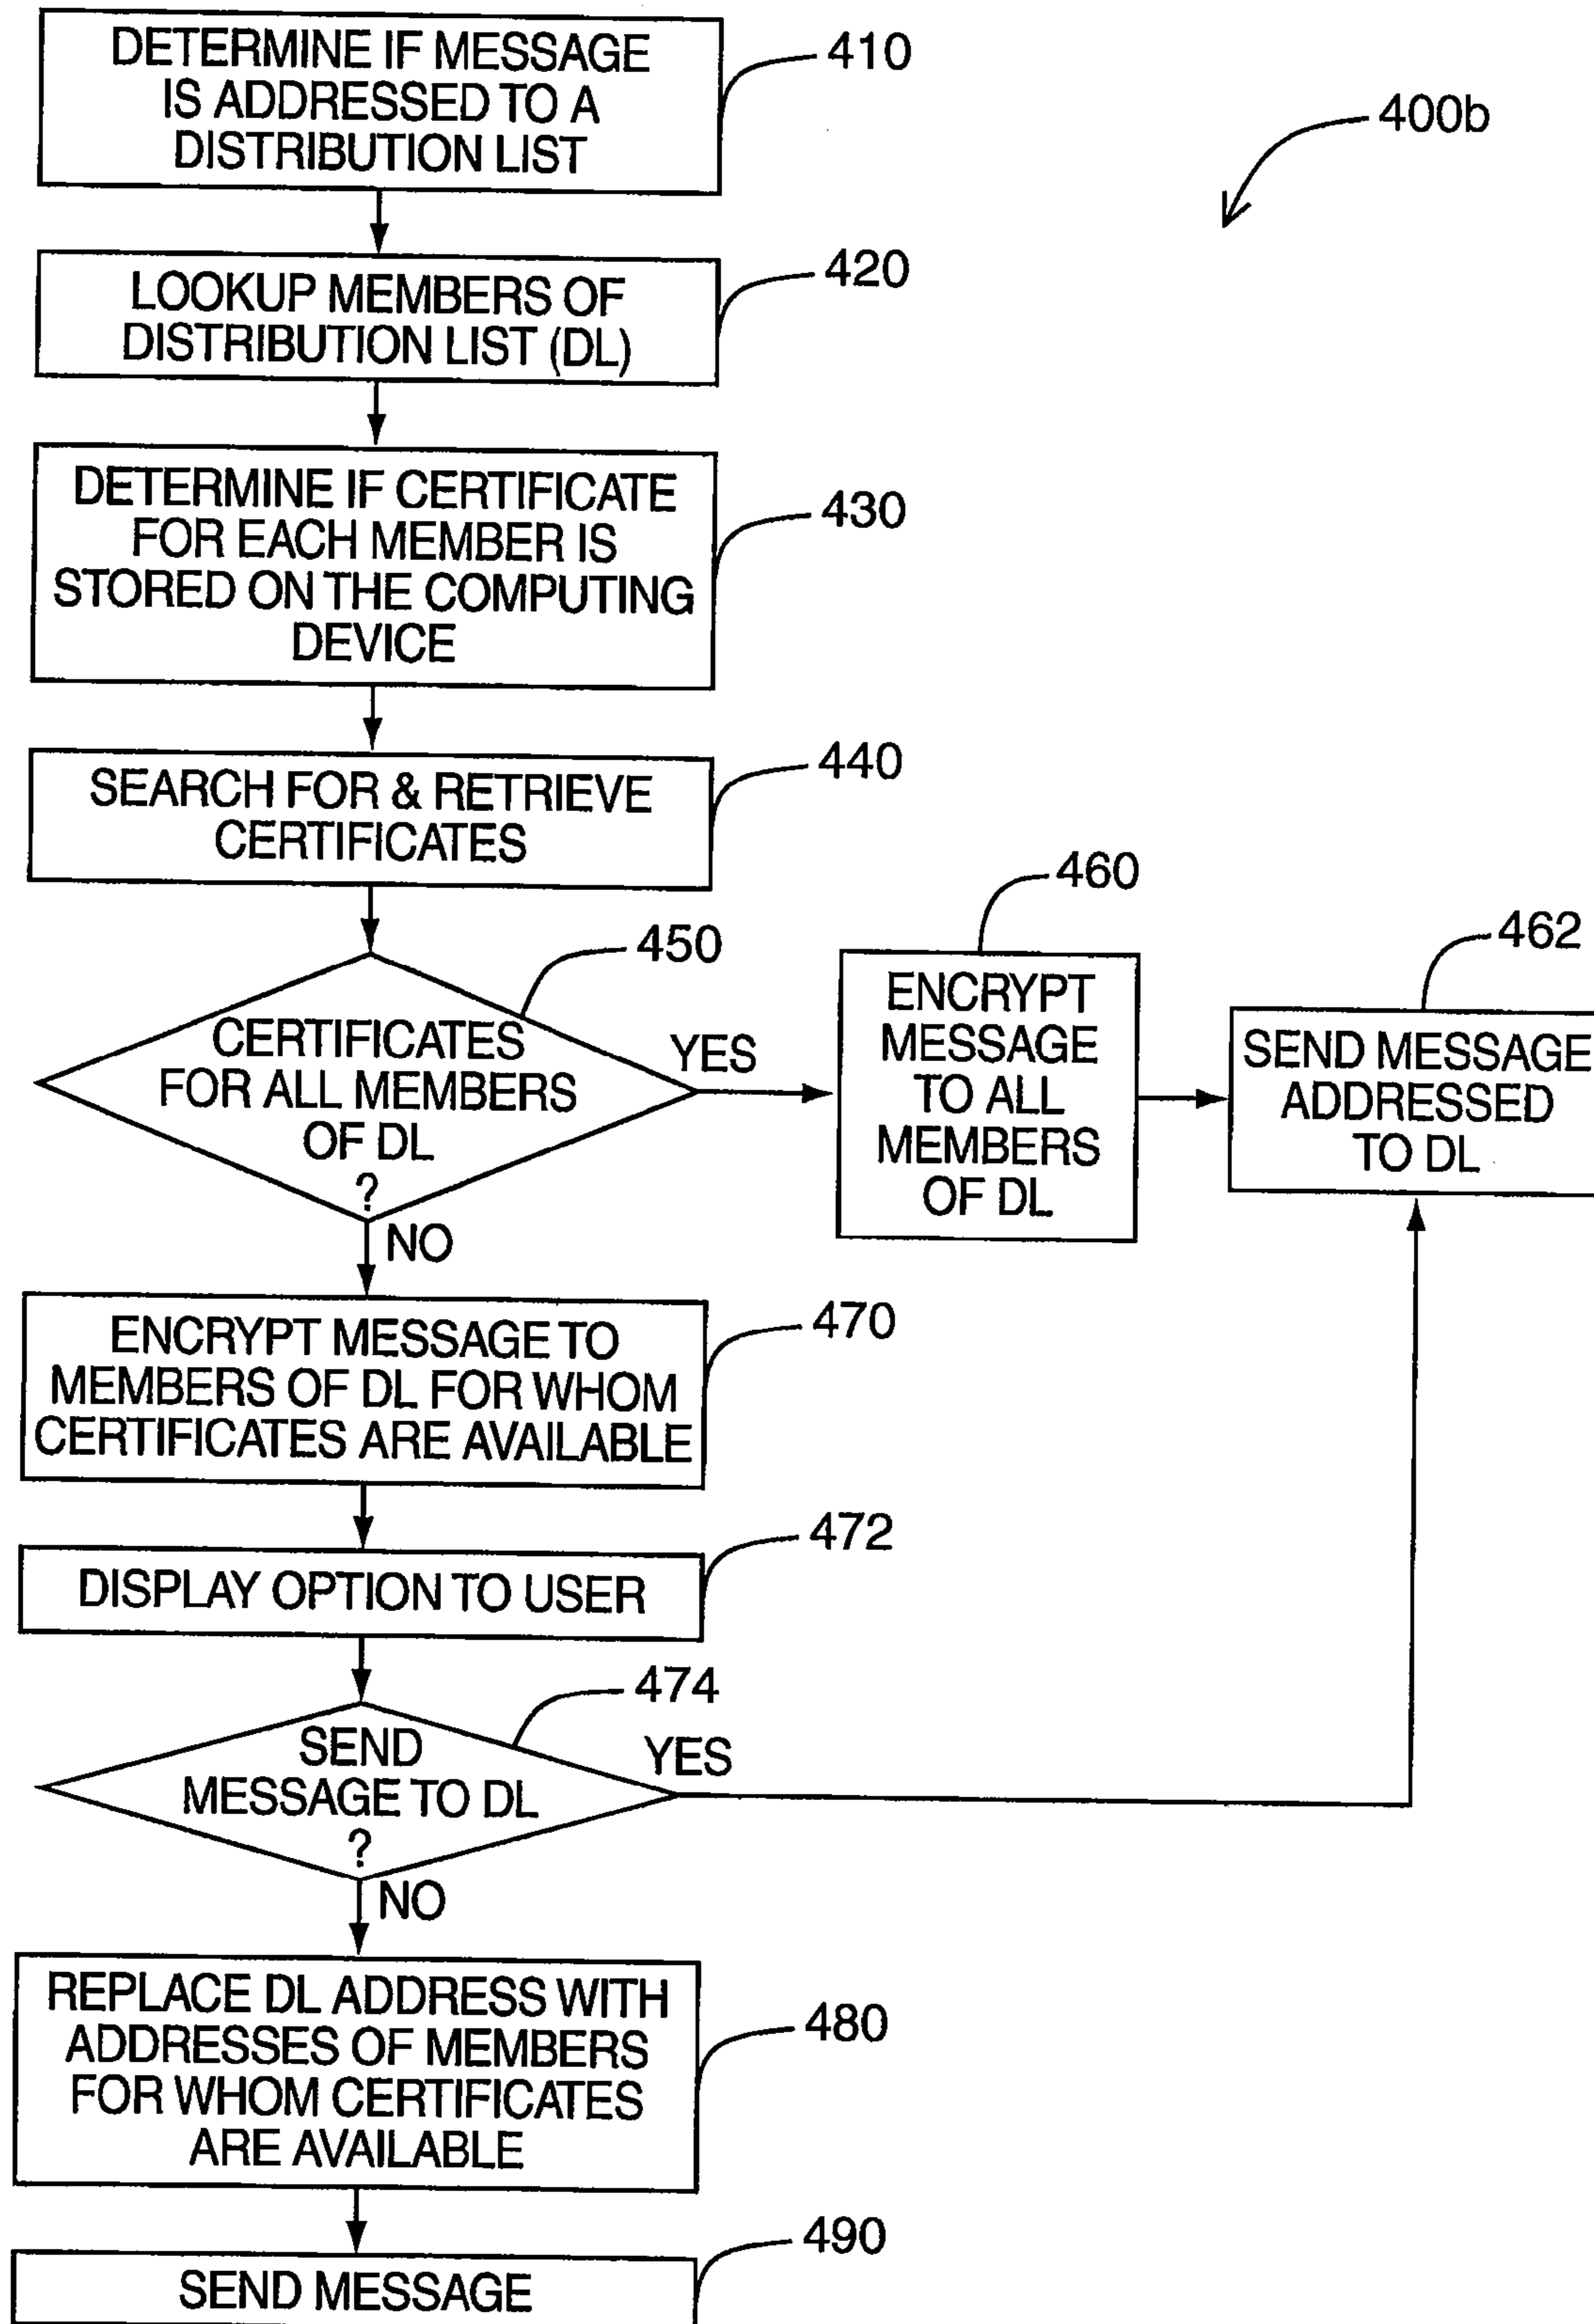 DETERMINE IF MESSAGE
IS ADDRESSED TO A
DISTRIBUTION LIST
410
400b
LOOKUP MEMBERS OF
DISTRIBUTION LIST (DL)
420
DETERMINE IF CERTIFICATE
FOR EACH MEMBER IS
STORED ON THE COMPUTING
DEVICE
430
SEARCH FOR & RETRIEVE
CERTIFICATES
440
CERTIFICATES
FOR ALL MEMBERS
OF DL
?
450
YES
NO
ENCRYPT
MESSAGE
TO ALL
MEMBERS
OF DL
460
SEND MESSAGE
ADDRESSED
TO DL
462
ENCRYPT MESSAGE TO
MEMBERS OF DL FOR WHOM
CERTIFICATES ARE AVAILABLE
470
DISPLAY OPTION TO USER
472
SEND
MESSAGE TO DL
?
474
YES
NO
REPLACE DL ADDRESS WITH
ADDRESSES OF MEMBERS
FOR WHOM CERTIFICATES
ARE AVAILABLE
480
SEND MESSAGE
490